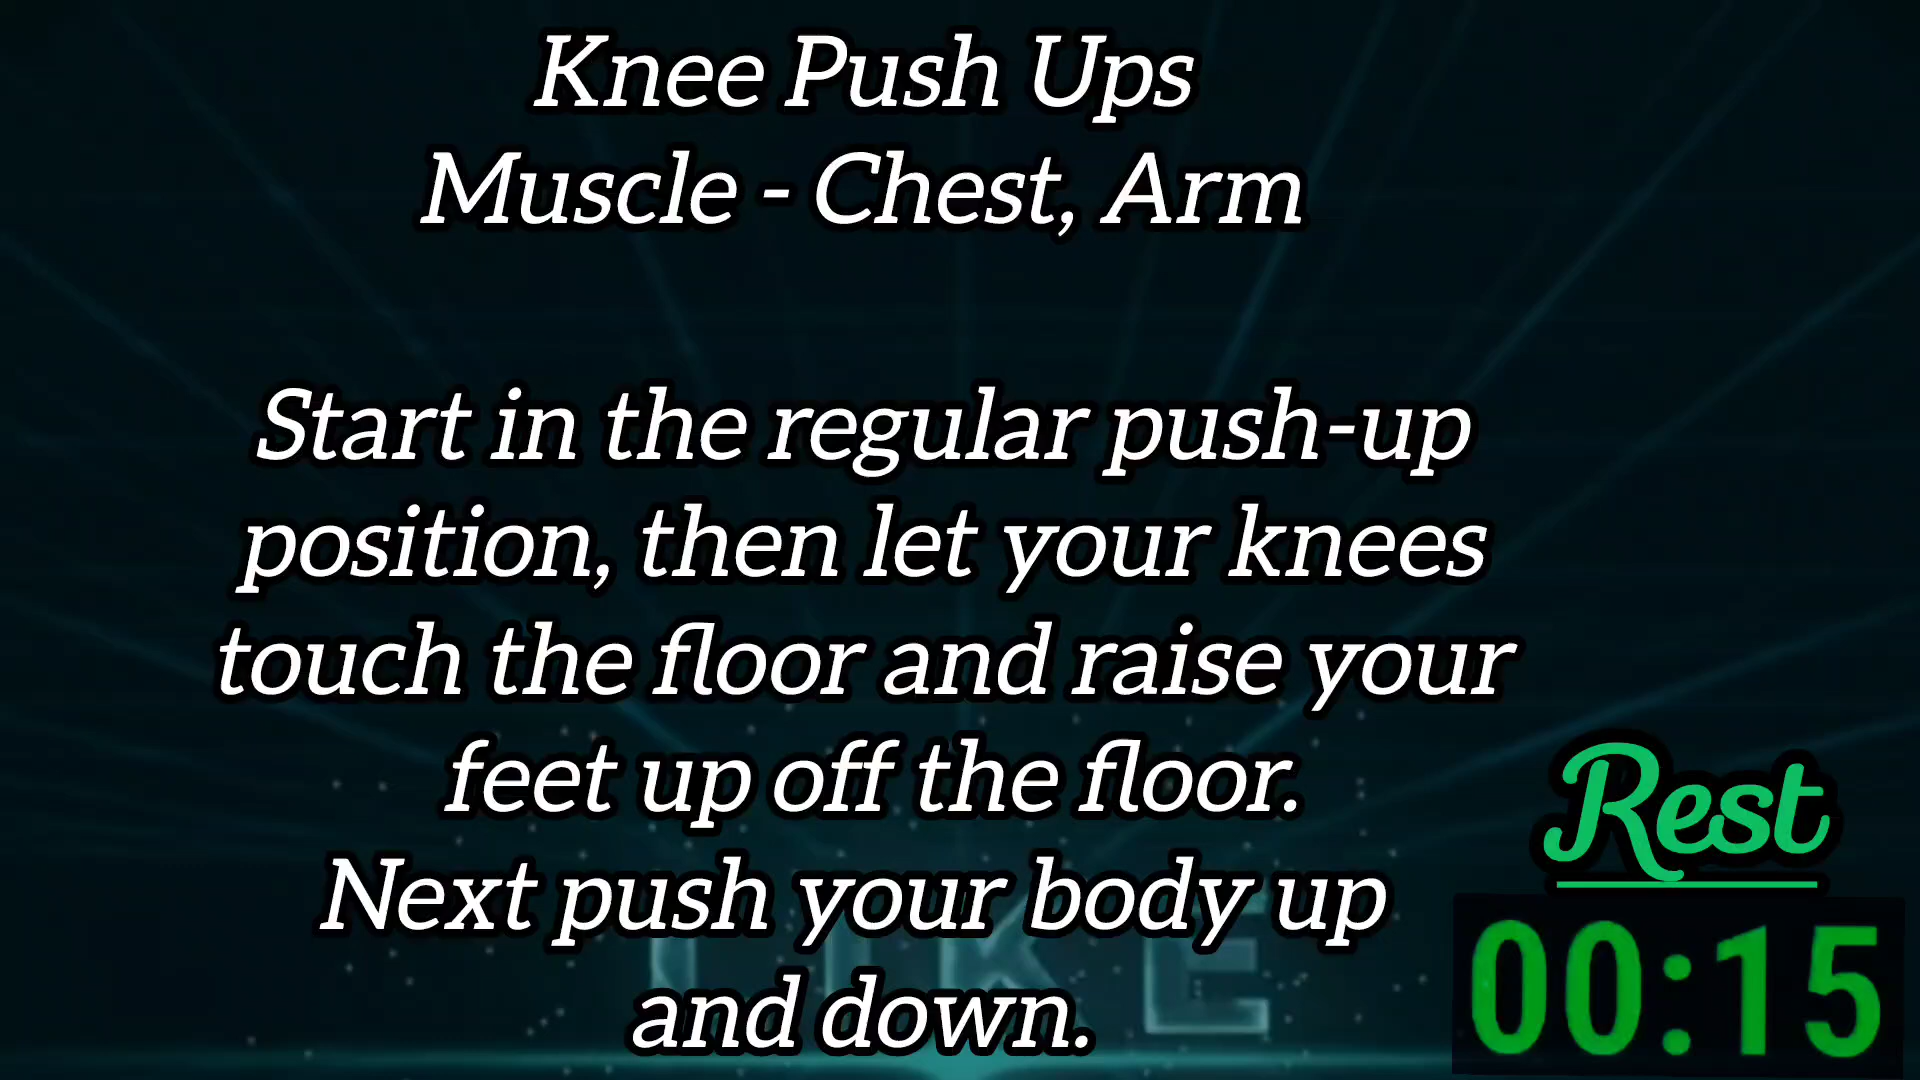 Knee Push Ups
Muscle - Chest, Arm
Start in the regular push-up
position, then let your knees
touch the floor and raise your
feet up off the floor.
Next push your body up
and down.
Rest
00:15
LIKE